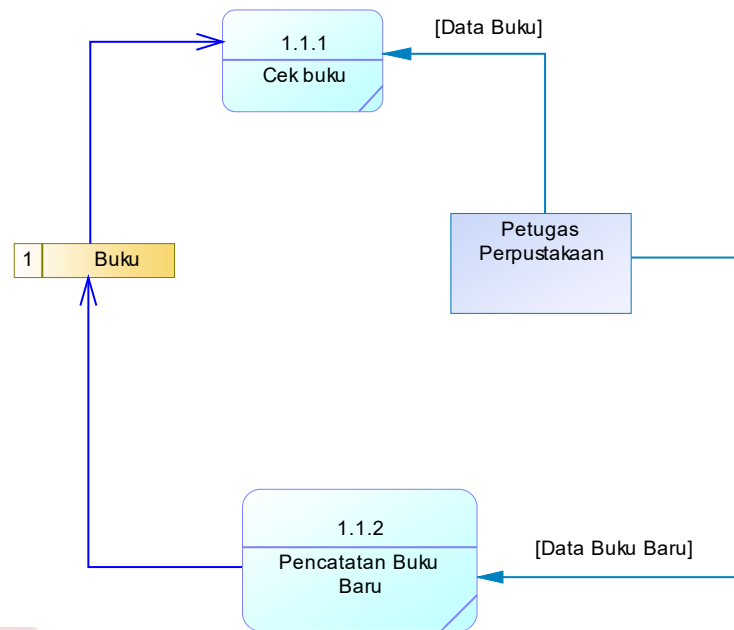 1.1.1
Cek buku
[Data Buku]
Petugas
Perpustakaan
1
Buku
1.1.2
Pencatatan Buku
Baru
[Data Buku Baru]